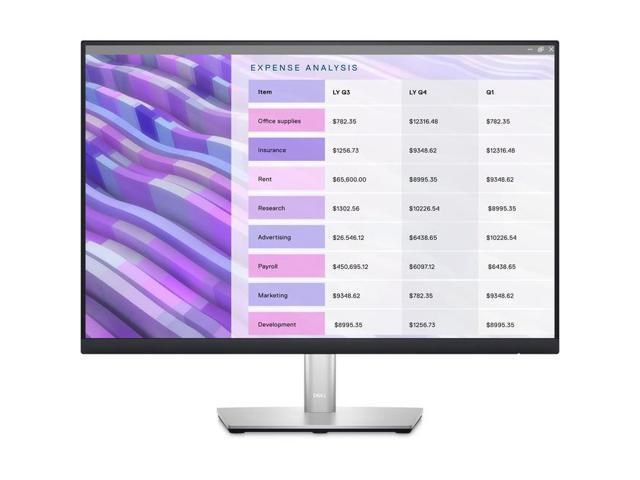 EXPENSE ANALYSIS
Item LY Q3 LY Q4 Q1
Office supplies $782.35 $12316.48 $782.35
Insurance $1256.73 $9348.62 $12316.48
Rent $65,600.00 $8995.35 $9348.62
Research $1302.56 $10226.54 $8995.35
Advertising $26.546.12 $6438.65 $10226.54
Payroll $450,695.12 $6097.12 $6438.65
Marketing $9348.62 $782.35 $9348.62
Development $8995.35 $1256.73 $8995.35
DELL